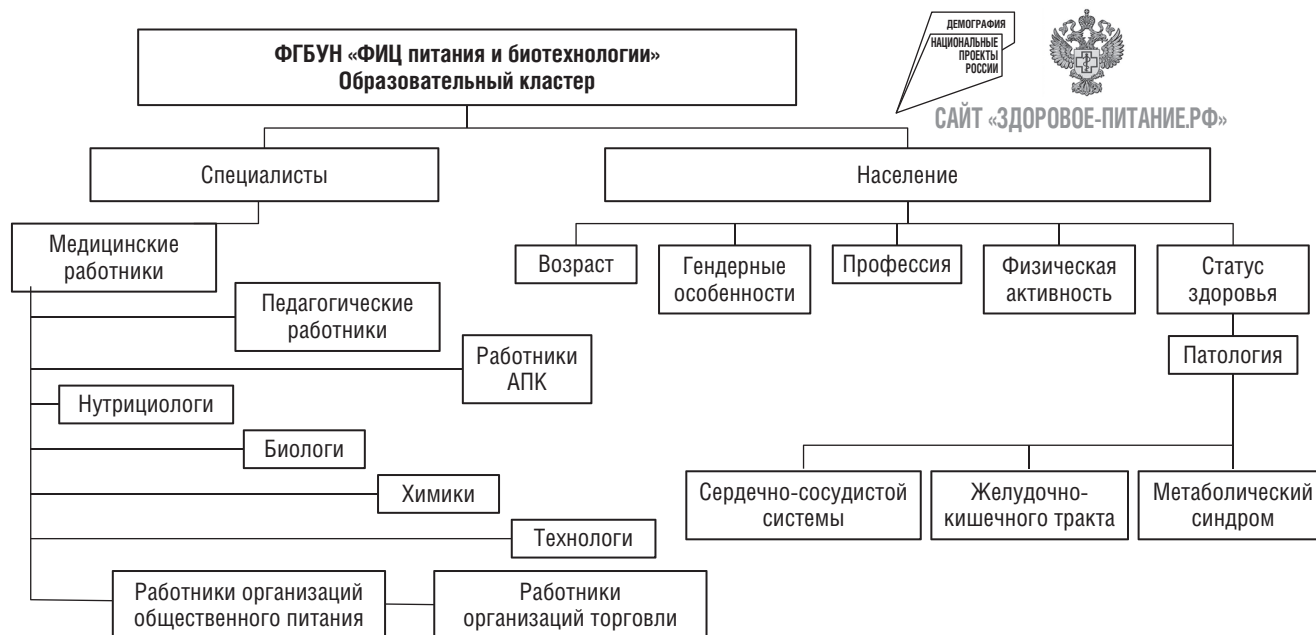 ФГБУН «ФИЦ питания и биотехнологии»
Образовательный кластер
ДЕМОГРАФИЯ
НАЦИОНАЛЬНЫЕ
ПРОЕКТЫ
РОССИИ
САЙТ «ЗДОРОВОЕ-ПИТАНИЕ.РФ»
Специалисты
Население
Медицинские
работники
Возраст
Гендерные
особенности
Профессия
Физическая
активность
Статус
здоровья
Педагогические
работники
Работники
АПК
Патология
Нутрициологи
Биологи
Химики
Технологи
Сердечно-сосудистой
системы
Желудочно-
кишечного тракта
Метаболический
синдром
Работники организаций
общественного питания
Работники
организаций торговли